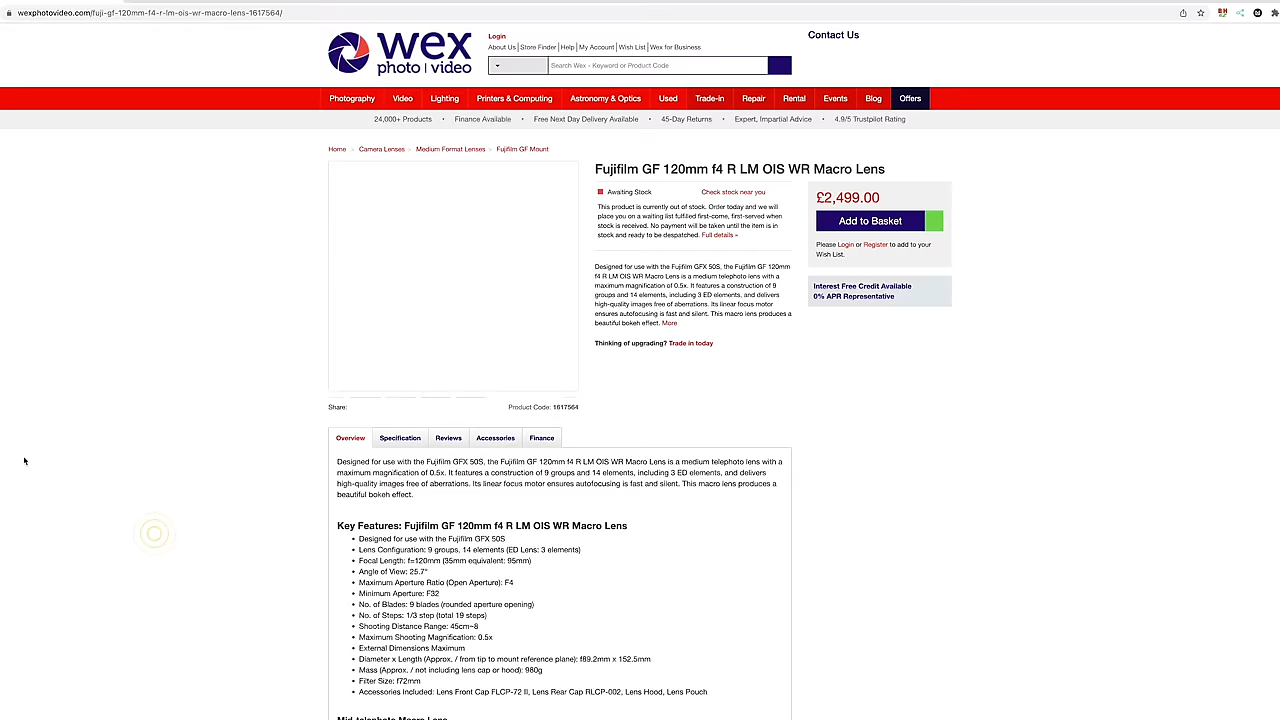 wexphotovideo.com/fuji-gf-120mm-f4-r-lm-ois-wr-macro-lens-1617564/
wex
photo | video
Login
About Us | Store Finder | Help | My Account | Wish List | Wex for Business
Search Wex - Keyword or Product Code
Contact Us
Photography Video Lighting Printers & Computing Astronomy & Optics Used Trade-in Repair Rental Events Blog Offers
24,000+ Products • Finance Available • Free Next Day Delivery Available • 45-Day Returns • Expert, Impartial Advice • 4.9/5 Trustpilot Rating
Home > Camera Lenses > Medium Format Lenses > Fujifilm GF Mount
Fujifilm GF 120mm f4 R LM OIS WR Macro Lens
Awaiting Stock Check stock near you
This product is currently out of stock. Order today and we will
place you on a waiting list fulfilled first-come, first-served when
stock is received. No payment will be taken until the item is in
stock and ready to be despatched. Full details »
Designed for use with the Fujifilm GFX 50S, the Fujifilm GF 120mm
f4 R LM OIS WR Macro Lens is a medium telephoto lens with a
maximum magnification of 0.5x. It features a construction of 9
groups and 14 elements, including 3 ED elements, and delivers
high-quality images free of aberrations. Its linear focus motor
ensures autofocusing is fast and silent. This macro lens produces a
beautiful bokeh effect. More
Thinking of upgrading? Trade in today
£2,499.00
Add to Basket
Please Login or Register to add to your
Wish List.
Interest Free Credit Available
0% APR Representative
Share:
Product Code: 1617564
Overview Specification Reviews Accessories Finance
Designed for use with the Fujifilm GFX 50S, the Fujifilm GF 120mm f4 R LM OIS WR Macro Lens is a medium telephoto lens with a
maximum magnification of 0.5x. It features a construction of 9 groups and 14 elements, including 3 ED elements, and delivers
high-quality images free of aberrations. Its linear focus motor ensures autofocusing is fast and silent. This macro lens produces a
beautiful bokeh effect.
Key Features: Fujifilm GF 120mm f4 R LM OIS WR Macro Lens
• Designed for use with the Fujifilm GFX 50S
• Lens Configuration: 9 groups, 14 elements (ED Lens: 3 elements)
• Focal Length: f=120mm (35mm equivalent: 95mm)
• Angle of View: 25.7°
• Maximum Aperture Ratio (Open Aperture): F4
• Minimum Aperture: F32
• No. of Blades: 9 blades (rounded aperture opening)
• No. of Steps: 1/3 step (total 19 steps)
• Shooting Distance Range: 45cm~8
• Maximum Shooting Magnification: 0.5x
• External Dimensions Maximum
• Diameter x Length (Approx. / from tip to mount reference plane): f89.2mm x 152.5mm
• Mass (Approx. / not including lens cap or hood): 980g
• Filter Size: f72mm
• Accessories Included: Lens Front Cap FLCP-72 II, Lens Rear Cap RLCP-002, Lens Hood, Lens Pouch
Mid-telephoto Macro Lens